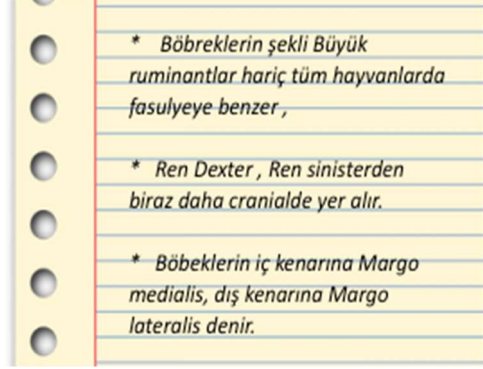 * Böbreklerin şekli Büyük
ruminantlar hariç tüm hayvanlarda
fasulyeye benzer ,
* Ren Dexter , Ren sinisterden
biraz daha cranialde yer alır.
* Böbeklerin iç kenarına Margo
medialis, dış kenarına Margo
lateralis denir.